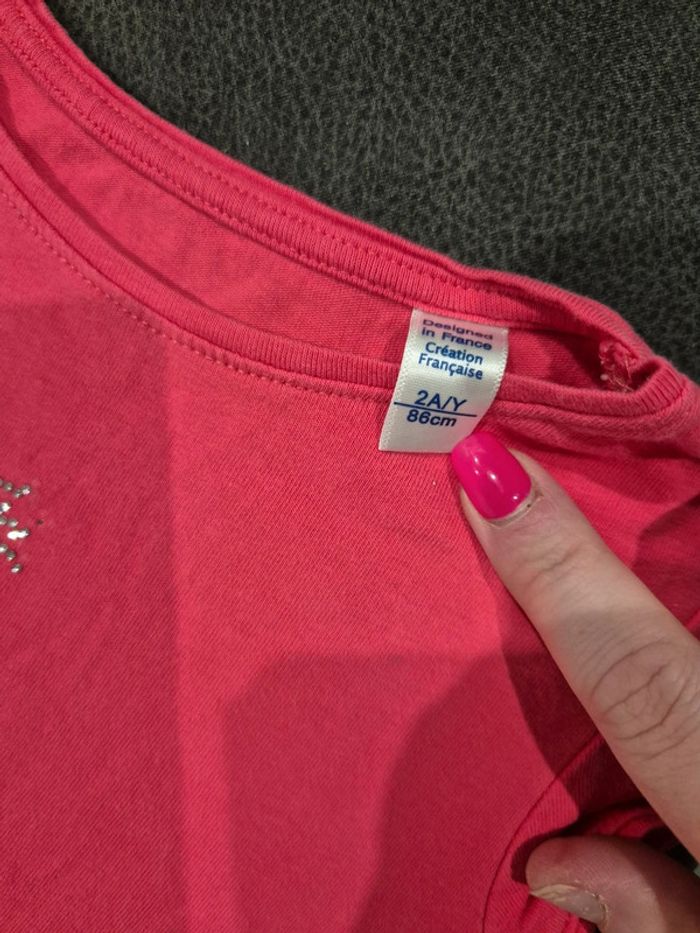 Designed
in France
Création
Française
2A/Y
86cm